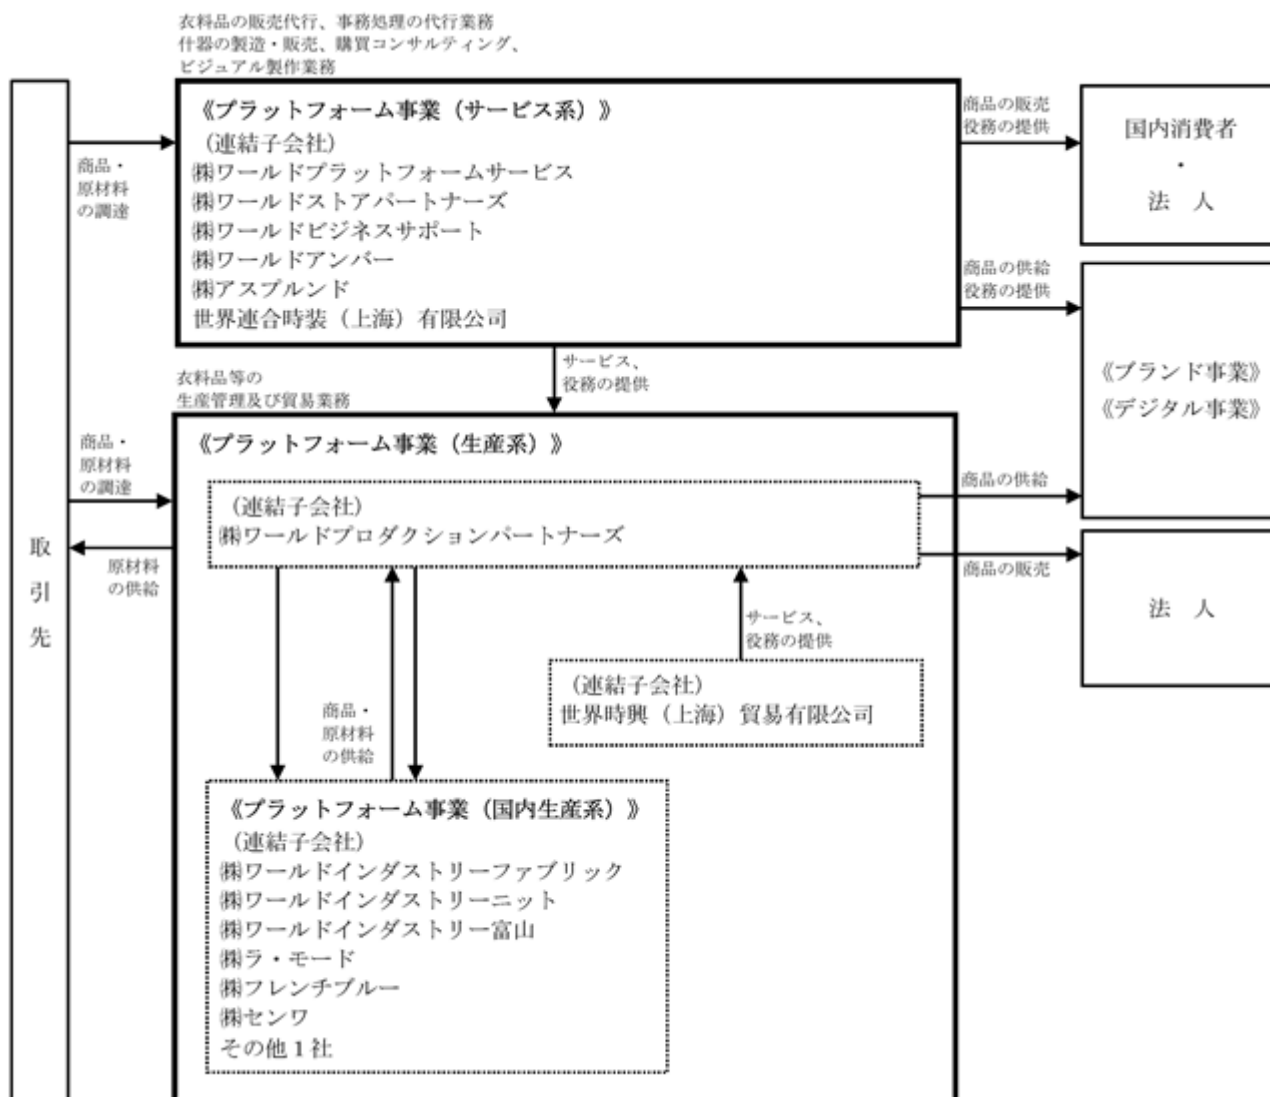 衣料品の販売代行、事務処理の代行業務
什器の製造・販売、購買コンサルティング、
ビジュアル製作業務
《プラットフォーム事業（サービス系）》
（連結子会社）
㈱ワールドプラットフォームサービス
㈱ワールドストアパートナーズ
㈱ワールドビジネスサポート
㈱ワールドアンバー
㈱アスプルンド
世界連合時装（上海）有限公司
商品・
原材料
の調達
商品の販売
役務の提供
国内消費者
・
法　人
商品の供給
役務の提供
《ブランド事業》
《デジタル事業》
サービス、
役務の提供
衣料品等の
生産管理及び貿易業務
《プラットフォーム事業（生産系）》
商品・
原材料
の調達
（連結子会社）
㈱ワールドプロダクションパートナーズ
商品の供給
商品の販売
法　人
取
引
先
原材料
の供給
サービス、
役務の提供
（連結子会社）
世界時興（上海）貿易有限公司
商品・
原材料
の供給
《プラットフォーム事業（国内生産系）》
（連結子会社）
㈱ワールドインダストリーファブリック
㈱ワールドインダストリーニット
㈱ワールドインダストリー富山
㈱ラ・モード
㈱フレンチブルー
㈱センワ
その他１社